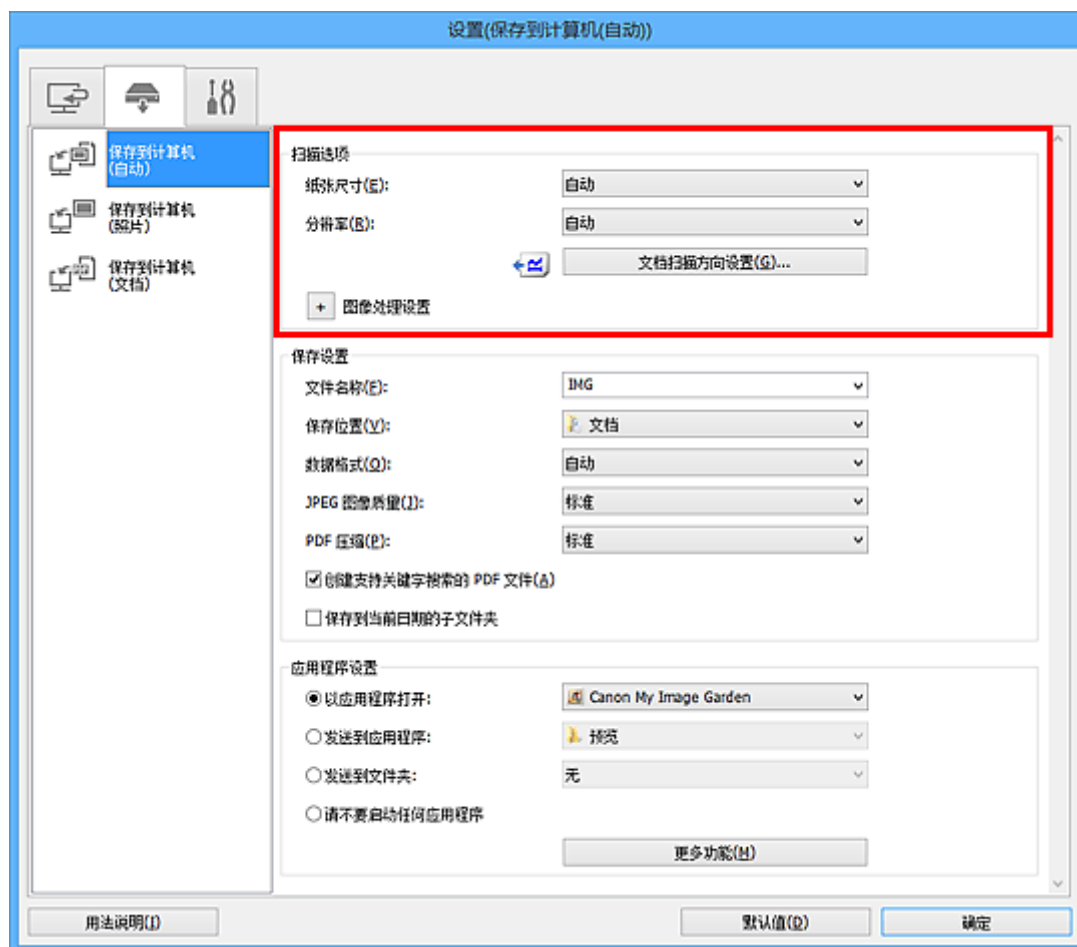 设置(保存到计算机(自动))
保存到计算机
(自动)
保存到计算机
(照片)
保存到计算机
(文档)
扫描选项
纸张尺寸(E): 自动
分辨率(R): 自动
文档扫描方向设置(G)...
+ 图像处理设置
保存设置
文件名称(F): IMG
保存位置(V): 文档
数据格式(O): 自动
JPEG 图像质量(J): 标准
PDF 压缩(P): 标准
创建支持关键字搜索的 PDF 文件(A)
保存到当前日期的子文件夹
应用程序设置
以应用程序打开: Canon My Image Garden
发送到应用程序: 预览
发送到文件夹: 无
请不要启动任何应用程序
更多功能(M)
用法说明(I) 默认值(D) 确定